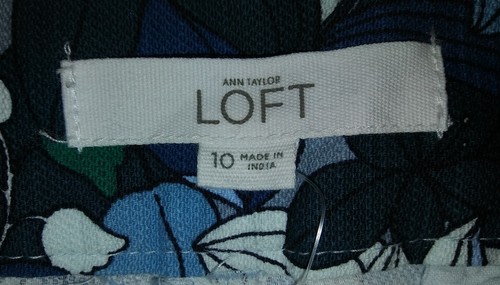 ANN TAYLOR
LOFT
10 MADE IN
INDIA